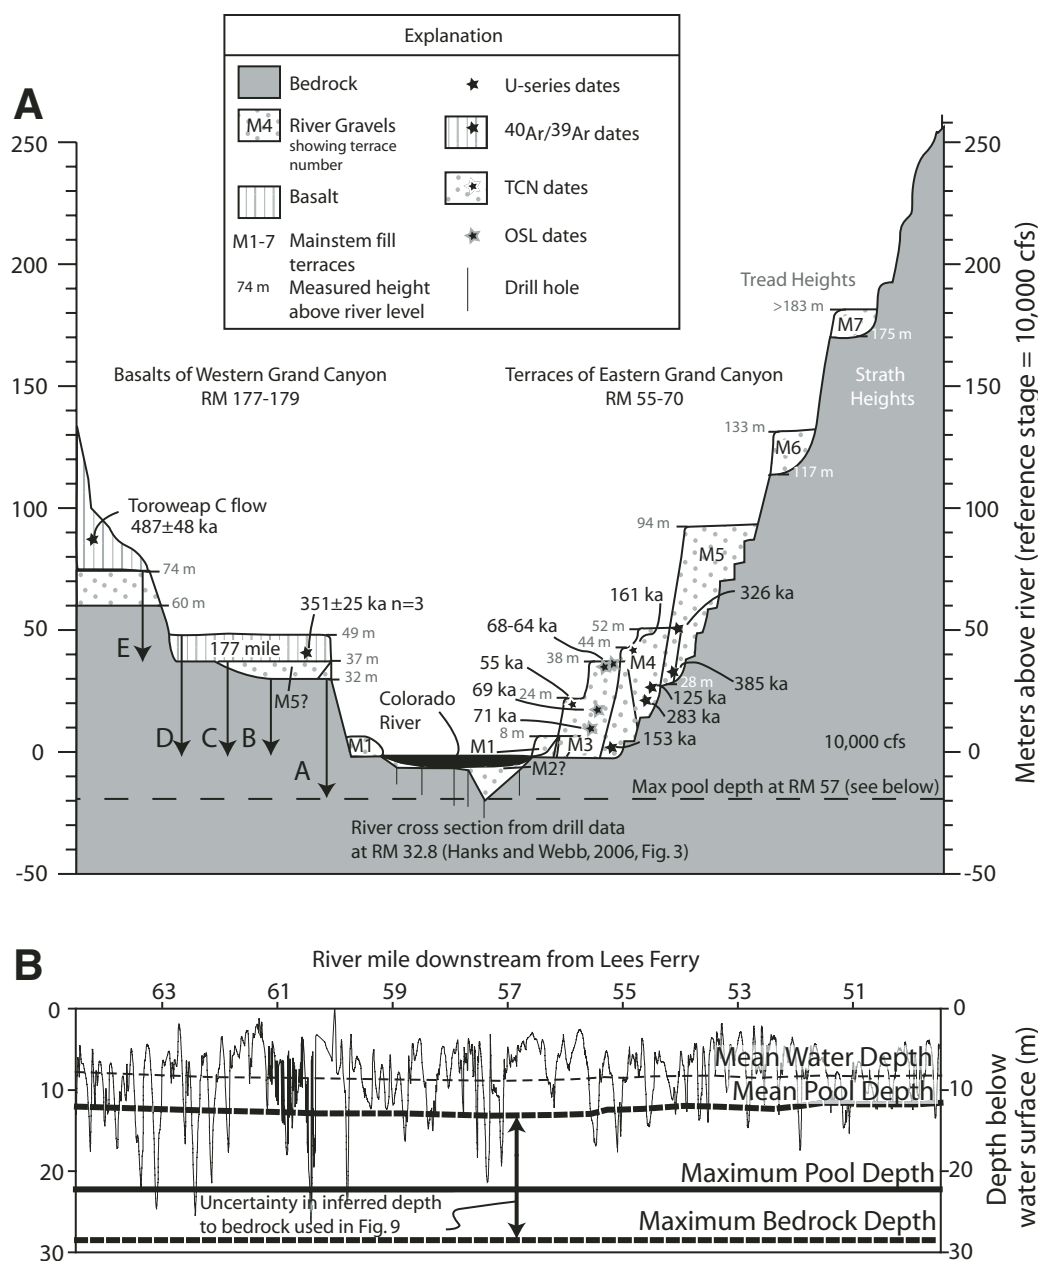 Explanation
A
Bedrock
M4
River Gravels
showing terrace
number
Basalt
M1-7
Mainstem fill
terraces
74 m
Measured height
above river level
U-series dates
40Ar/39Ar dates
TCN dates
OSL dates
Drill hole
250
200
150
100
50
0
-50
250
200
150
100
50
0
-50
Meters above river (reference stage = 10,000 cfs)
Basalts of Western Grand Canyon
RM 177-179
Terraces of Eastern Grand Canyon
RM 55-70
Tread Heights
>183 m
M7
175 m
Strath
Heights
133 m
M6
117 m
94 m
M5
Toroweap C flow
487±48 ka
74 m
60 m
E
351±25 ka n=3
49 m
177 mile
37 m
32 m
M5?
D
C
B
A
M1
Colorado
River
M1
M2?
M3
M4
161 ka
326 ka
68-64 ka
52 m
44 m
38 m
55 ka
69 ka
24 m
71 ka
8 m
28 m
385 ka
125 ka
283 ka
153 ka
10,000 cfs
Max pool depth at RM 57 (see below)
River cross section from drill data
at RM 32.8 (Hanks and Webb, 2006, Fig. 3)
B
River mile downstream from Lees Ferry
63 61 59 57 55 53 51
0
10
20
30
0
10
20
30
Mean Water Depth
Mean Pool Depth
Maximum Pool Depth
Uncertainty in inferred depth
to bedrock used in Fig. 9
Maximum Bedrock Depth
Depth below
water surface (m)